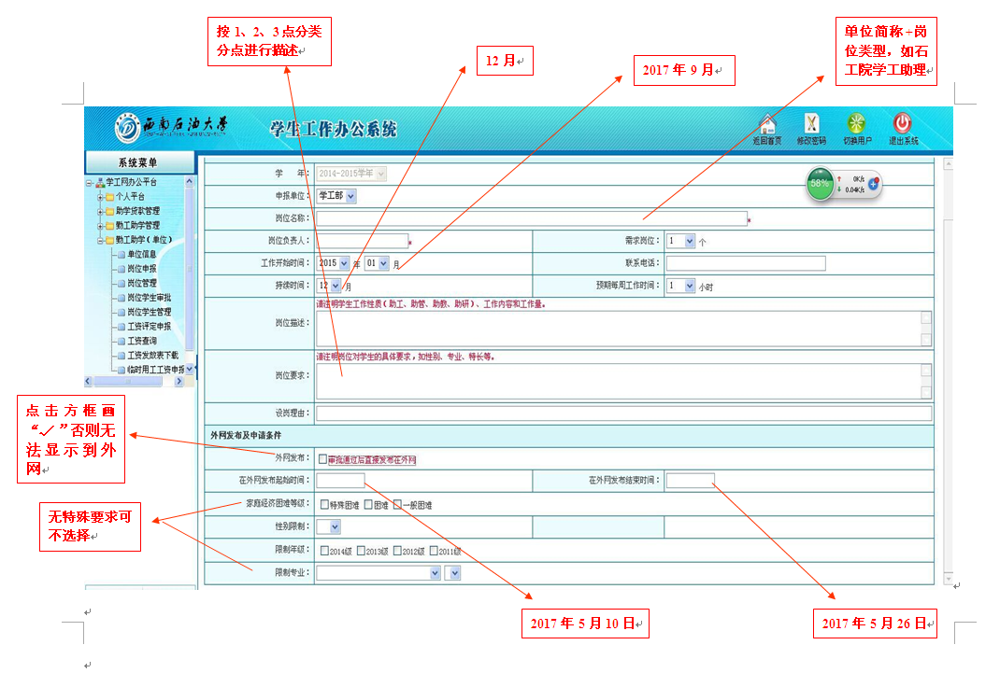 按 1、2、3 点分类
分点进行描述
12 月
2017 年 9 月
单位简称+岗
位类型，如石
工院学工助理
西南石油大学
学生工作办公系统
返回首页 修改密码 切换用户 退出系统
系统菜单
学工网办公平台
个人平台
助学贷款管理
勤工助学管理
勤工助学(单位)
单位信息
岗位申报
岗位管理
岗位学生审批
岗位学生管理
工资评定申报
工资查询
工资发放表下载
临时用工工资申报
58% 0K/s
0.04K/s
学 年： 2014-2015学年
申报单位： 学工部
岗位名称： *
岗位负责人： * 需求岗位： 1 个
工作开始时间： 2015 年 01 月 联系电话：
持续时间： 12 月 预期每周工作时间： 1 小时
请注明学生工作性质(助工、助管、助教、助研)、工作内容和工作量。
岗位描述：
请注明岗位对学生的具体要求，如性别、专业、特长等。
岗位要求：
设岗理由：
外网发布及申请条件
外网发布： 审批通过后直接发布在外网
在外网发布起始时间： 在外网发布结束时间：
家庭经济困难等级： 特殊困难 困难 一般困难
性别限制：
限制年级： 2014级 2013级 2012级 2011级
限制专业：
点击方框画
“✓”否则无
法显示到外
网
无特殊要求可
不选择
2017 年 5 月 10 日
2017 年 5 月 26 日